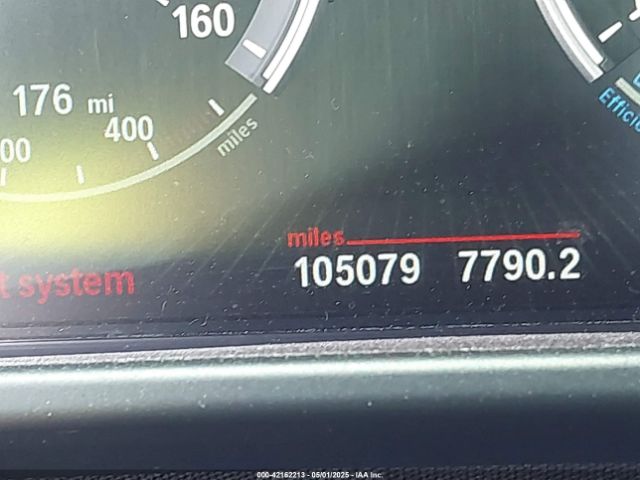 160
176 mi
400
00
miles
Effici
miles
105079 7790.2
t system
000-42162213 - 05/01/2025 - IAA Inc.